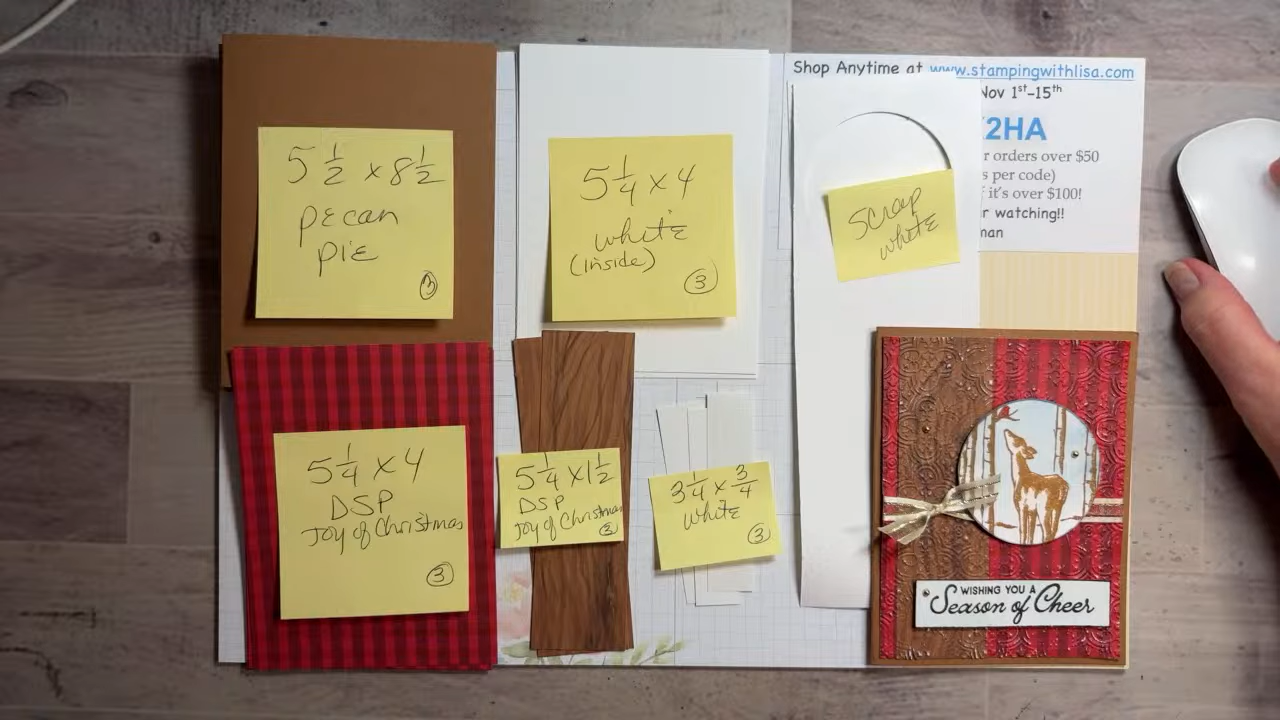 Shop Anytime at www.stampingwithlisa.com
Nov 1st-15th
2HA
orders over $50
s per code)
it's over $100!
r watching!!
man
5 1/2 x 8 1/2
pecan
pie
3
5 1/4 x 4
white
(inside)
3
scrap
white
5 1/4 x 4
DSP
Joy of Christmas
3
5 1/4 x 1 1/2
DSP
Joy of Christmas
3 1/4 x 3/4
white
3
WISHING YOU A
Season of Cheer